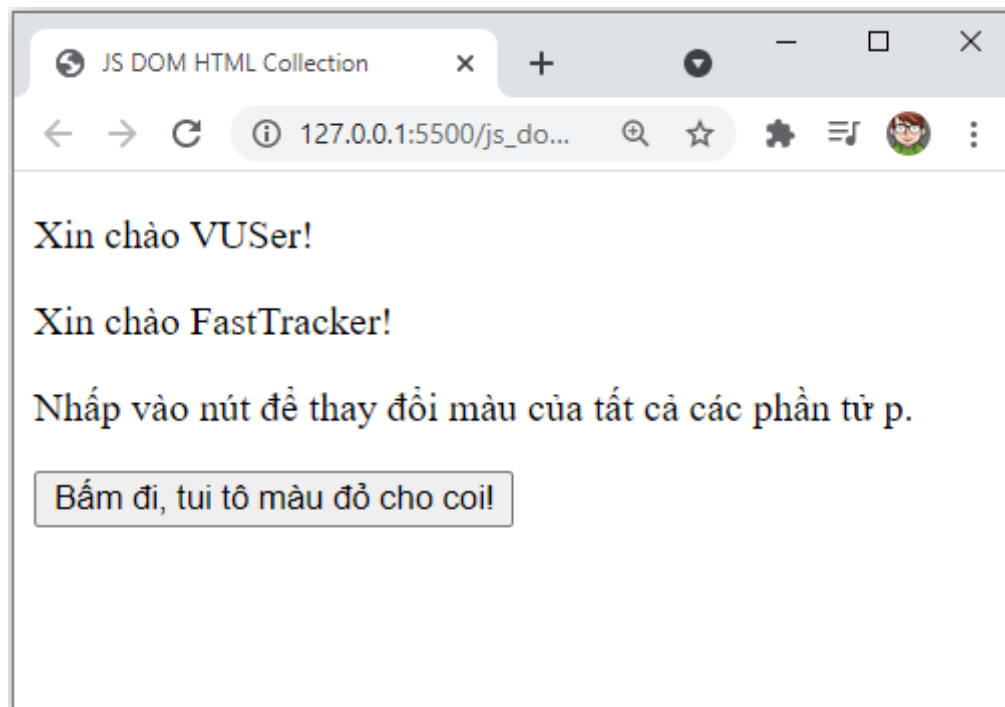 JS DOM HTML Collection
127.0.0.1:5500/js_do...
Xin chào VUSer!
Xin chào FastTracker!
Nhấp vào nút để thay đổi màu của tất cả các phần tử p.
Bấm đi, tui tô màu đỏ cho coi!